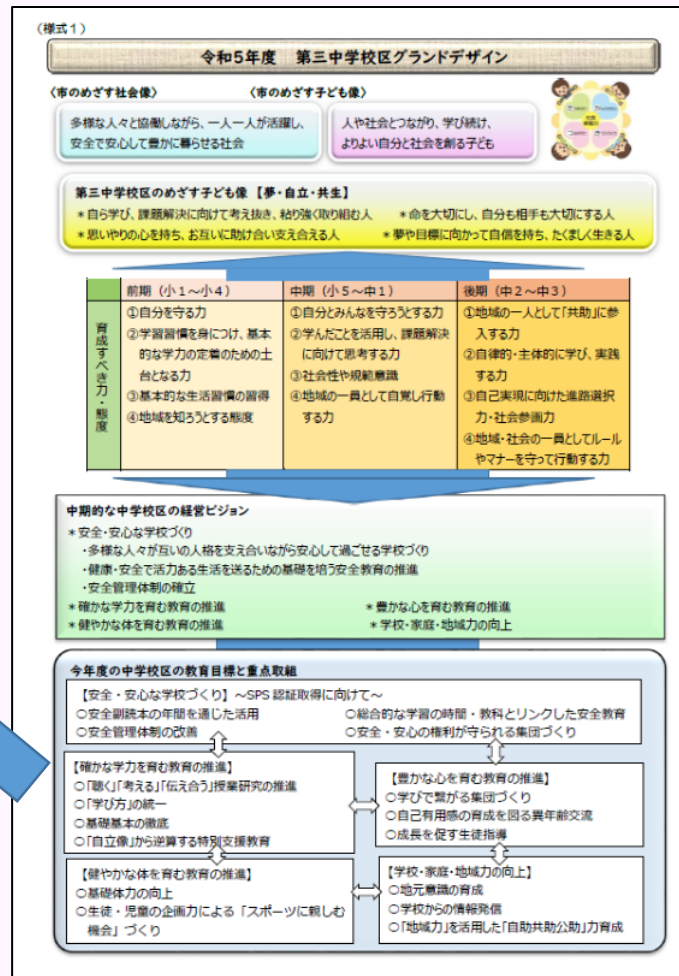 （様式１）
令和５年度　第三中学校区グランドデザイン
〈市のめざす社会像〉
〈市のめざす子ども像〉
多様な人々と協働しながら、一人一人が活躍し、
安全で安心して豊かに暮らせる社会
人や社会とつながり、学び続け、
よりよい自分と社会を創る子ども
第三中学校区のめざす子ども像 【夢・自立・共生】
＊自ら学び、課題解決に向けて考え抜き、粘り強く取り組む人　＊命を大切にし、自分も相手も大切にする人
＊思いやりの心を持ち、お互いに助け合い支え合える人　＊夢や目標に向かって自信を持ち、たくましく生きる人
育成すべき力・態度
前期（小１～小４）
①自分を守る力
②学習習慣を身につけ、基本
的な学力の定着のための土
台となる力
③基本的な生活習慣の習得
④地域を知ろうとする態度
中期（小５～中１）
①自分とみんなを守ろうとする力
②学んだことを活用し、課題解決
に向けて思考する力
③社会性や規範意識
④地域の一員として自覚し行動
する力
後期（中２～中３）
①地域の一人として「共助」に参
入する力
②自律的・主体的に学び、実践
する力
③自己実現に向けた進路選択
力・社会参画力
④地域・社会の一員としてルール
やマナーを守って行動する力
中期的な中学校区の経営ビジョン
＊安全・安心な学校づくり
・多様な人々が互いの人格を支え合いながら安心して過ごせる学校づくり
・健康・安全で活力ある生活を送るための基礎を培う安全教育の推進
・安全管理体制の確立
＊確かな学力を育む教育の推進　＊豊かな心を育む教育の推進
＊健やかな体を育む教育の推進　＊学校・家庭・地域力の向上
今年度の中学校区の教育目標と重点取組
【安全・安心な学校づくり】～SPS 認証取得に向けて～
○安全副読本の年間を通じた活用　○総合的な学習の時間・教科とリンクした安全教育
○安全管理体制の改善　○安全・安心の権利が守られる集団づくり
【確かな学力を育む教育の推進】
○「聴く」「考える」「伝え合う」授業研究の推進
○「学び方」の統一
○基礎基本の徹底
○「自立像」から逆算する特別支援教育
【豊かな心を育む教育の推進】
○学びで繋がる集団づくり
○自己有用感の育成を図る異年齢交流
○成長を促す生徒指導
【健やかな体を育む教育の推進】
○基礎体力の向上
○生徒・児童の企画力による「スポーツに親しむ
機会」づくり
【学校・家庭・地域力の向上】
○地元意識の育成
○学校からの情報発信
○「地域力」を活用した「自助共助公助」力育成